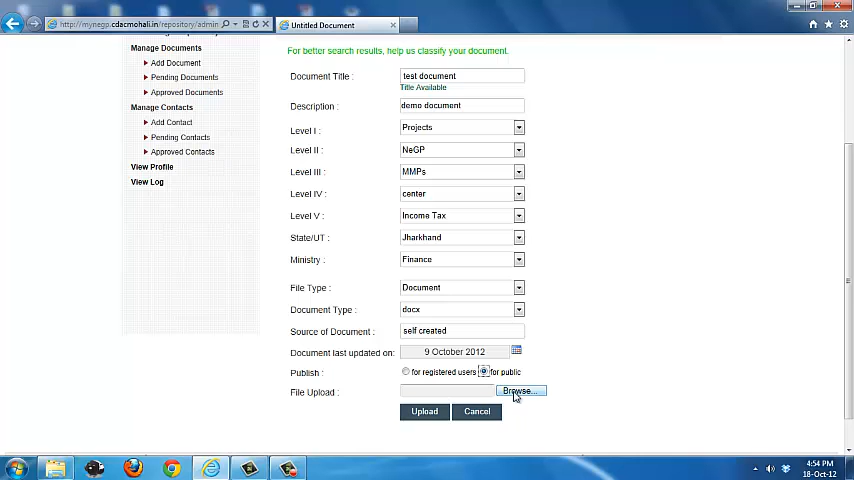 http://mynegp.cdacmohali.in/repository/admin
Untitled Document
Manage Documents
Add Document
Pending Documents
Approved Documents
Manage Contacts
Add Contact
Pending Contacts
Approved Contacts
View Profile
View Log
For better search results, help us classify your document.
Document Title : test document
Title Available
Description : demo document
Level I : Projects
Level II : NeGP
Level III : MMPs
Level IV : center
Level V : Income Tax
State/UT : Jharkhand
Ministry : Finance
File Type : Document
Document Type : docx
Source of Document : self created
Document last updated on: 9 October 2012
Publish : for registered users for public
File Upload : Browse...
Upload Cancel
4:54 PM
18-Oct-12